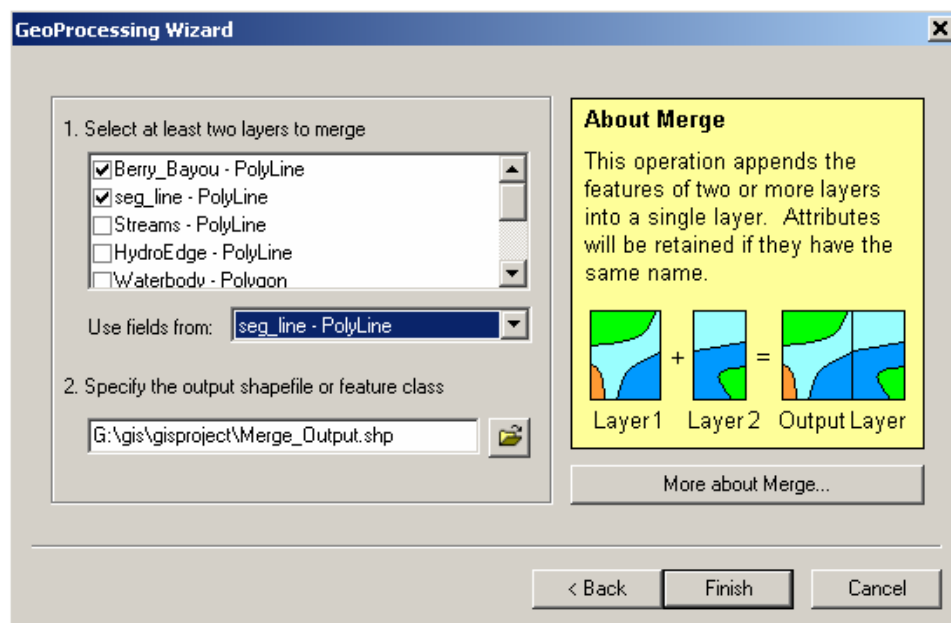 GeoProcessing Wizard
1. Select at least two layers to merge
Berry_Bayou - PolyLine
seg_line - PolyLine
Streams - PolyLine
HydroEdge - PolyLine
Waterbody - Polygon
Use fields from: seg_line - PolyLine
2. Specify the output shapefile or feature class
G:\gis\gisproject\Merge_Output.shp
About Merge
This operation appends the
features of two or more layers
into a single layer. Attributes
will be retained if they have the
same name.
+ =
Layer 1 Layer 2 Output Layer
More about Merge...
< Back Finish Cancel